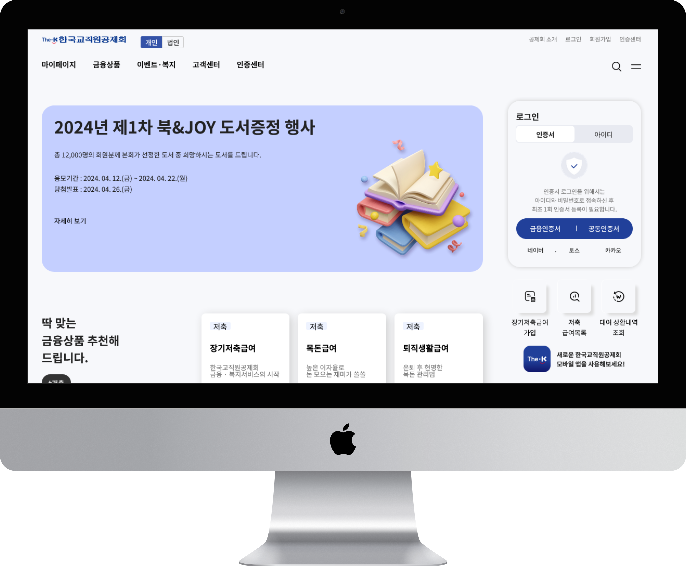 The-K 한국교직원공제회
개인 법인
공제회 소개 로그인 회원가입 인증센터
마이페이지 금융상품 이벤트·복지 고객센터 인증센터
2024년 제1차 북&JOY 도서증정 행사
총 12,000명의 회원분께 본회가 선정한 도서 중 희망하시는 도서를 드립니다.
응모기간 : 2024. 04. 12.(금) ~ 2024. 04. 22.(월)
당첨발표 : 2024. 04. 26.(금)
자세히 보기
로그인
인증서 아이디
인증서 로그인을 위해서는
아이디와 비밀번호로 접속하신 후
최초 1회 인증서 등록이 필요합니다.
금융인증서 | 공동인증서
네이버 · 토스 카카오
장기저축급여
가입
저축
급여목록
대여 상환내역
조회
The-K
새로운 한국교직원공제회
모바일 앱을 사용해보세요!
딱 맞는
금융상품 추천해
드립니다.
저축
장기저축급여
한국교직원공제회
금융·복지서비스의 시작
저축
목돈급여
높은 이자율로
돈 모으는 재미가 쏠쏠
저축
퇴직생활급여
은퇴 후 현명한
목돈 관리법